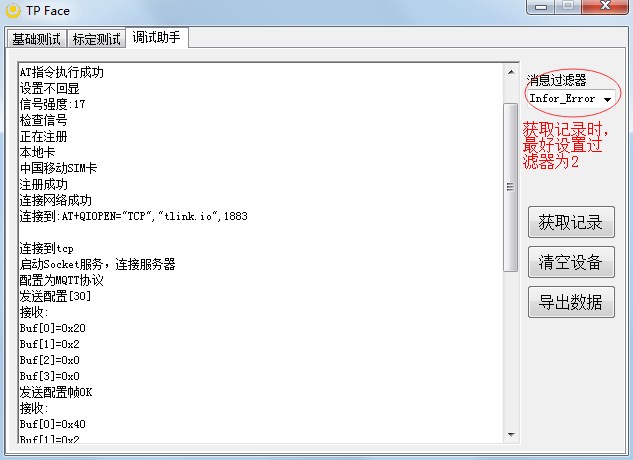 TP Face
基础测试 标定测试 调试助手
AT指令执行成功
设置不回显
信号强度:17
检查信号
正在注册
本地卡
中国移动SIM卡
注册成功
连接网络成功
连接到:AT+QIOPEN="TCP","tlink.io",1883
连接到tcp
启动Socket服务，连接服务器
配置为MQTT协议
发送配置[30]
接收:
Buf[0]=0x20
Buf[1]=0x2
Buf[2]=0x0
Buf[3]=0x0
发送配置帧OK
接收:
Buf[0]=0x40
Buf[1]=0x2
消息过滤器
Infor_Error
获取记录时，
最好设置过
滤器为2
获取记录
清空设备
导出数据